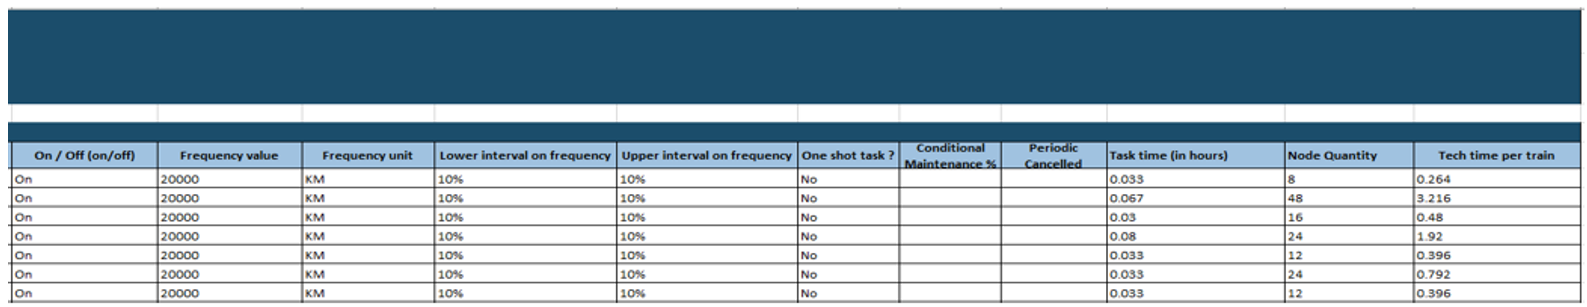 On / Off (on/off) Frequency value Frequency unit Lower interval on frequency Upper interval on frequency One shot task ? Conditional Maintenance % Periodic Cancelled Task time (in hours) Node Quantity Tech time per train
On 20000 KM 10% 10% No 0.033 8 0.264
On 20000 KM 10% 10% No 0.067 48 3.216
On 20000 KM 10% 10% No 0.03 16 0.48
On 20000 KM 10% 10% No 0.08 24 1.92
On 20000 KM 10% 10% No 0.033 12 0.396
On 20000 KM 10% 10% No 0.033 24 0.792
On 20000 KM 10% 10% No 0.033 12 0.396